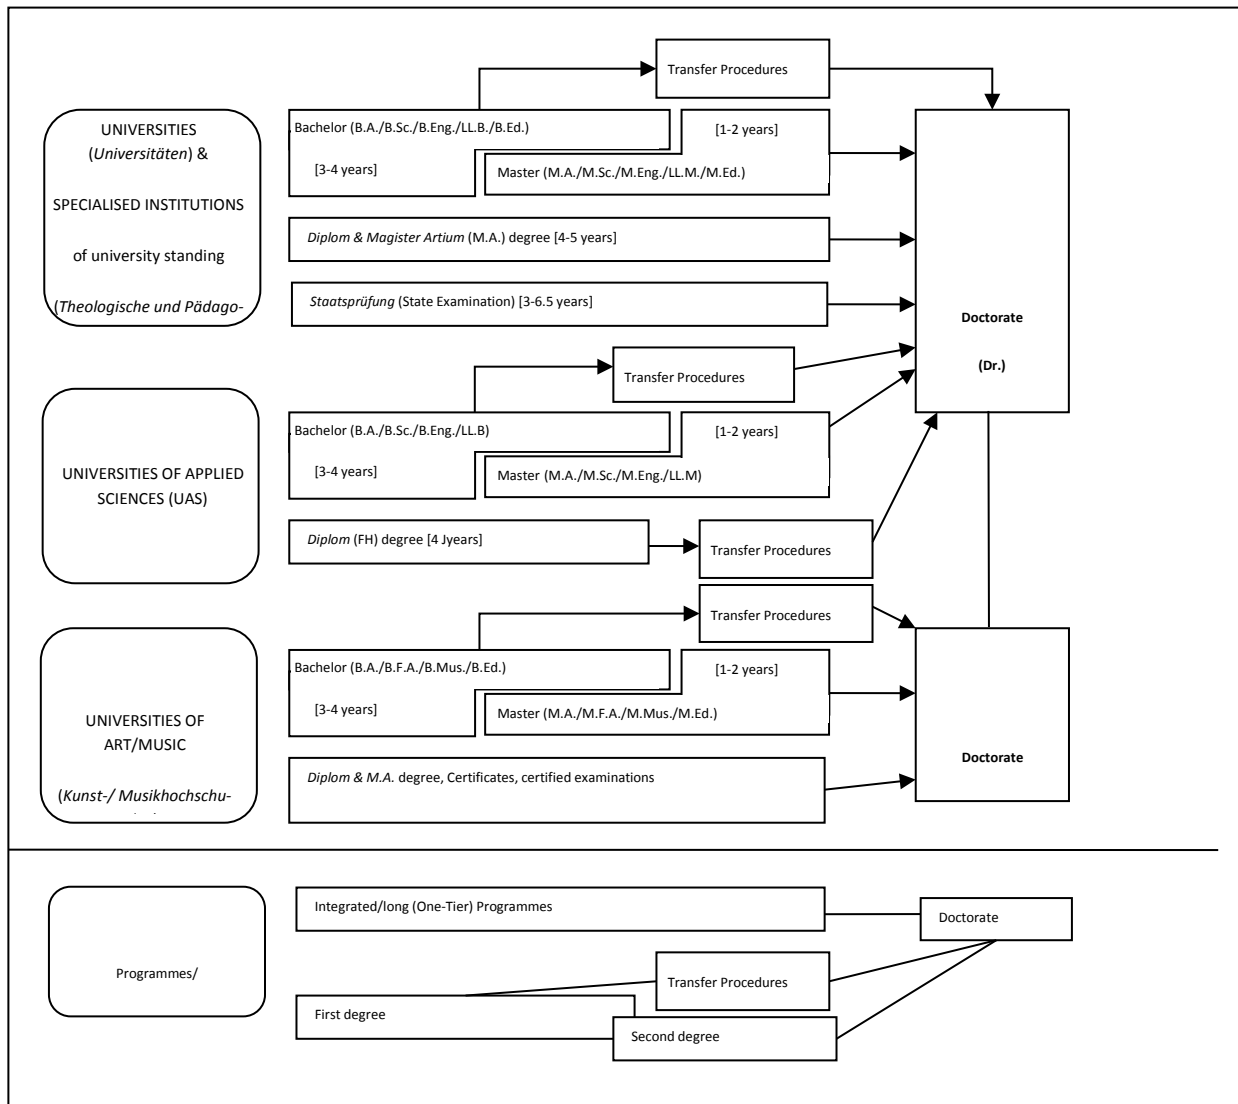 Transfer Procedures
UNIVERSITIES
(Universitäten) &
SPECIALISED INSTITUTIONS
of university standing
(Theologische und Pädago-
. Bachelor (B.A./B.Sc./B.Eng./LL.B./B.Ed.)
[3-4 years]
[1-2 years]
Master (M.A./M.Sc./M.Eng./LL.M./M.Ed.)
Diplom & Magister Artium (M.A.) degree [4-5 years]
Staatsprüfung (State Examination) [3-6.5 years]
Doctorate
(Dr.)
Transfer Procedures
UNIVERSITIES OF APPLIED
SCIENCES (UAS)
. Bachelor (B.A./B.Sc./B.Eng./LL.B)
[3-4 years]
[1-2 years]
Master (M.A./M.Sc./M.Eng./LL.M)
Diplom (FH) degree [4 Jyears]
Transfer Procedures
Transfer Procedures
UNIVERSITIES OF
ART/MUSIC
(Kunst-/ Musikhochschu-
. Bachelor (B.A./B.F.A./B.Mus./B.Ed.)
[3-4 years]
[1-2 years]
Master (M.A./M.F.A./M.Mus./M.Ed.)
Diplom & M.A. degree, Certificates, certified examinations
Doctorate
Programmes/
Integrated/long (One-Tier) Programmes
Doctorate
Transfer Procedures
First degree
Second degree